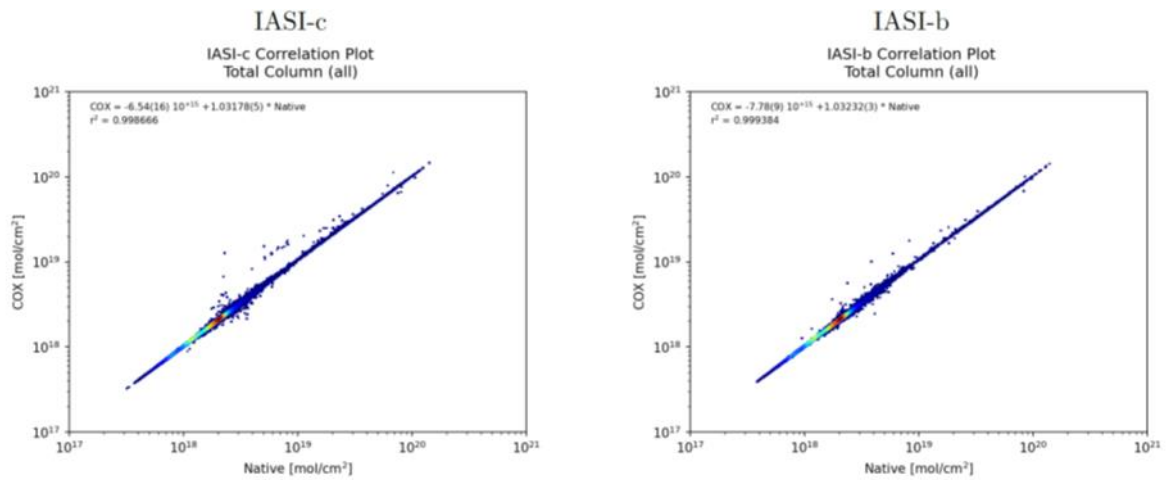 IASI-c
IASI-c Correlation Plot
Total Column (all)
COX = -6.54(16) 10⁺¹⁵ +1.03178(5) * Native
r² = 0.998666
10²¹
10²⁰
10¹⁹
10¹⁸
10¹⁷
COX [mol/cm²]
10¹⁷ 10¹⁸ 10¹⁹ 10²⁰ 10²¹
Native [mol/cm²]
IASI-b
IASI-b Correlation Plot
Total Column (all)
COX = -7.78(9) 10⁺¹⁵ +1.03232(3) * Native
r² = 0.999384
10²¹
10²⁰
10¹⁹
10¹⁸
10¹⁷
COX [mol/cm²]
10¹⁷ 10¹⁸ 10¹⁹ 10²⁰ 10²¹
Native [mol/cm²]